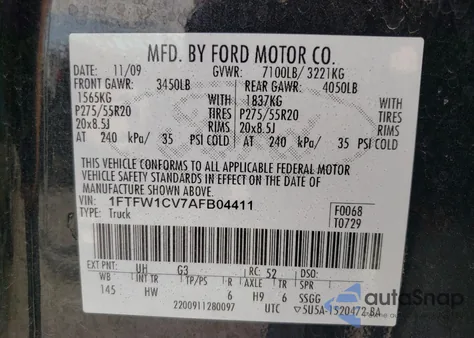 MFD. BY FORD MOTOR CO.
DATE: 11/09 GVWR: 7100LB/ 3221KG
FRONT GAWR: 3450LB REAR GAWR: 4050LB
1565KG WITH 1837KG WITH
P275/55R20 TIRES P275/55R20 TIRES
20x8.5J RIMS 20x8.5J RIMS
AT 240 kPa/ 35 PSI COLD AT 240 kPa/ 35 PSI COLD
THIS VEHICLE CONFORMS TO ALL APPLICABLE FEDERAL MOTOR
VEHICLE SAFETY STANDARDS IN EFFECT ON THE DATE OF
MANUFACTURE SHOWN ABOVE.
VIN: 1FTFW1CV7AFB04411 F0068
TYPE: Truck T0729
EXT PNT: UH G3 RC: 52 DSO:
WB INT TR TP/PS R AXLE TR SPR
145 HW 6 H9 6 SSGG
2200911280097 UTC 5U5A-1520472-BA
autoSnap